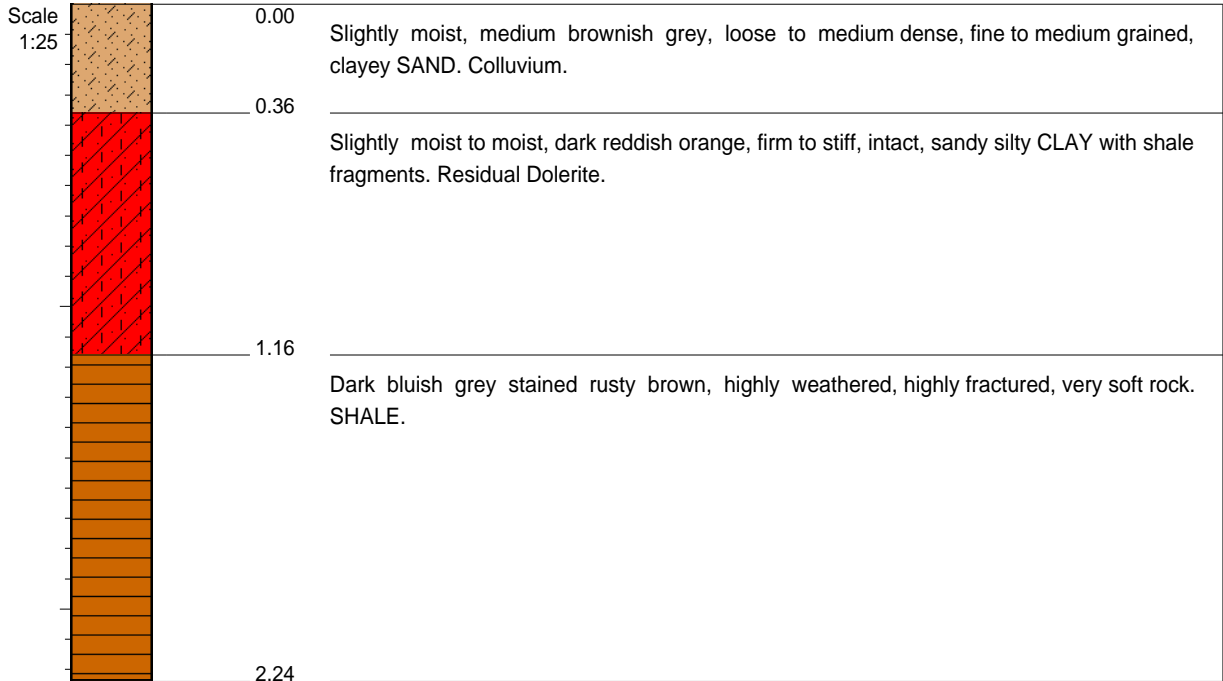 Scale
1:25
0.00
Slightly moist, medium brownish grey, loose to medium dense, fine to medium grained,
clayey SAND. Colluvium.
0.36
Slightly moist to moist, dark reddish orange, firm to stiff, intact, sandy silty CLAY with shale
fragments. Residual Dolerite.
1.16
Dark bluish grey stained rusty brown, highly weathered, highly fractured, very soft rock.
SHALE.
2.24